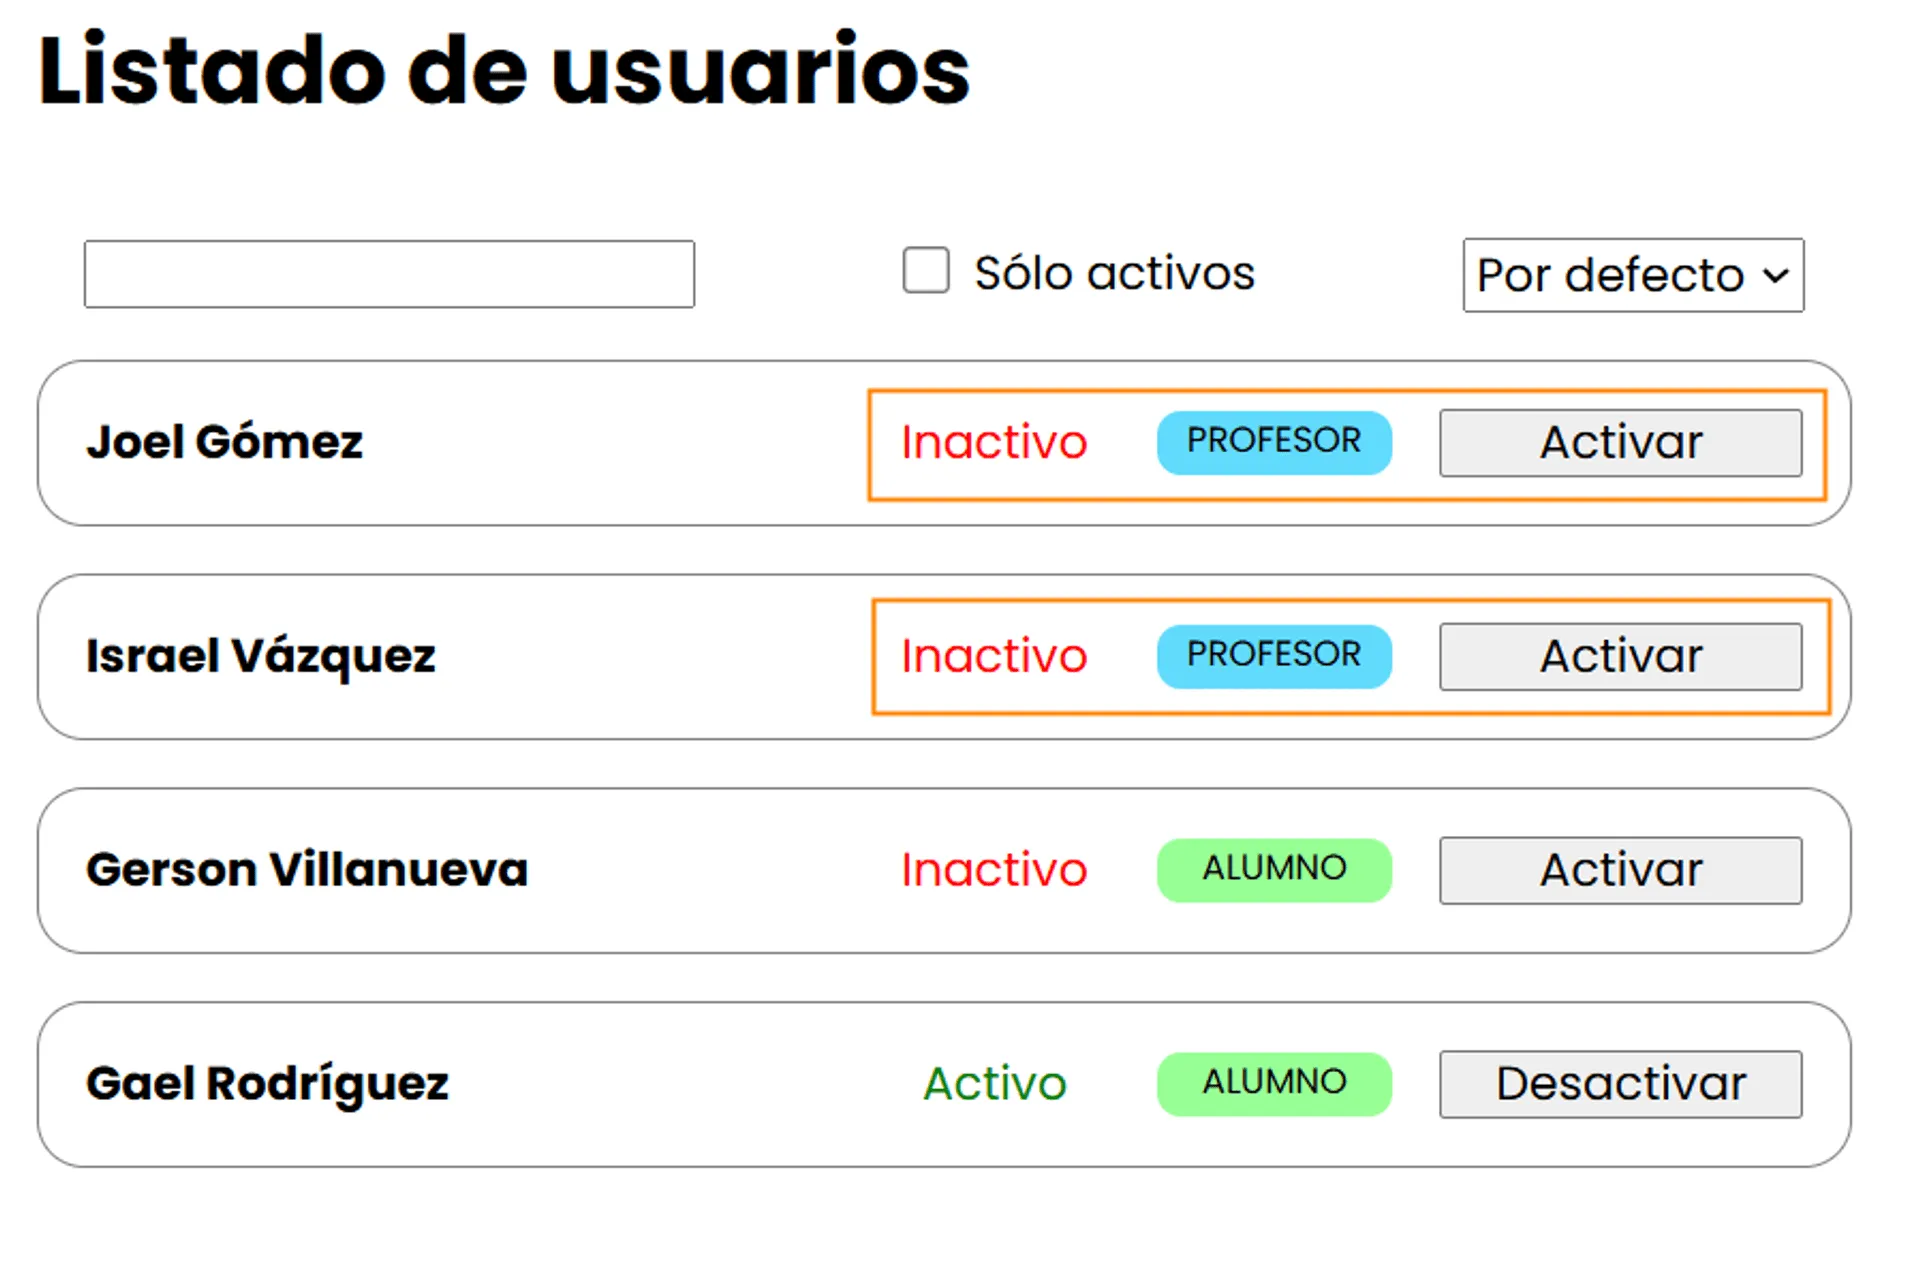 Listado de usuarios
Sólo activos Por defecto
Joel Gómez Inactivo PROFESOR Activar
Israel Vázquez Inactivo PROFESOR Activar
Gerson Villanueva Inactivo ALUMNO Activar
Gael Rodríguez Activo ALUMNO Desactivar